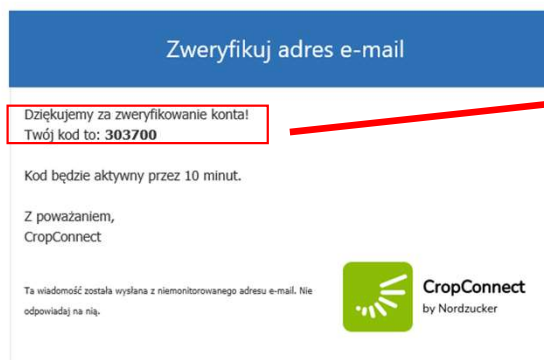 Zweryfikuj adres e-mail
Dziękujemy za zweryfikowanie konta!
Twój kod to: 303700
Kod będzie aktywny przez 10 minut.
Z poważaniem,
CropConnect
Ta wiadomość została wysłana z niemonitorowanego adresu e-mail. Nie
odpowiadaj na nią.
CropConnect
by Nordzucker